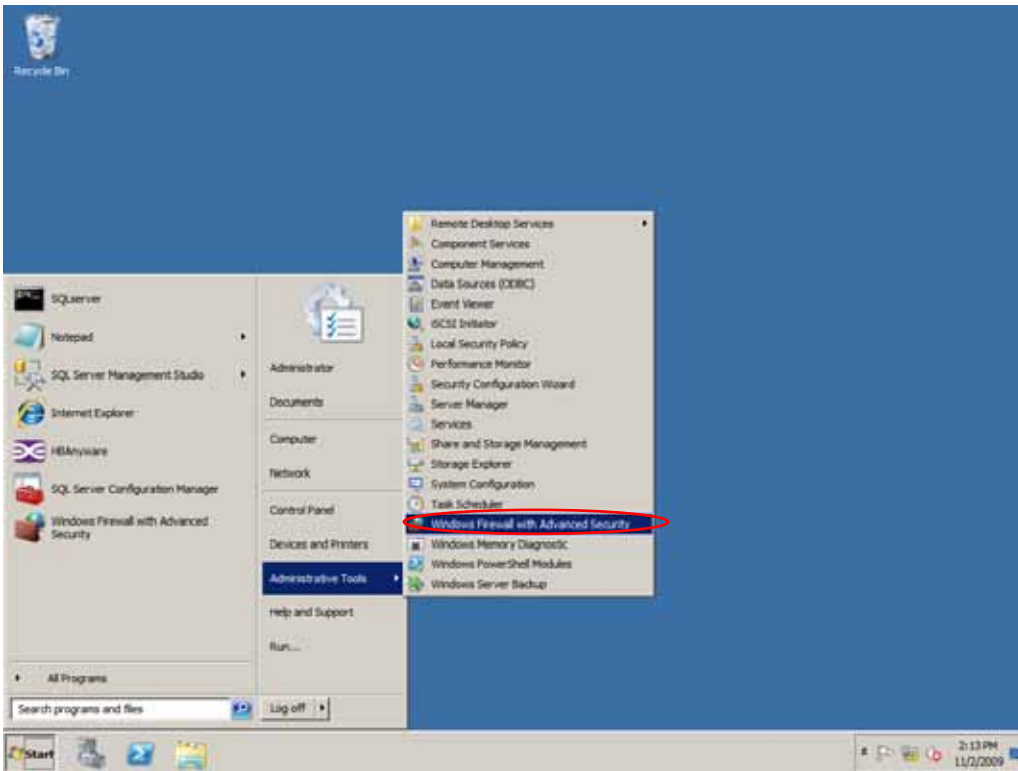 Recycle Bin
SQLserver
Notepad
SQL Server Management Studio
Internet Explorer
HBAnyware
SQL Server Configuration Manager
Windows Firewall with Advanced
Security
All Programs
Search programs and files
Administrator
Documents
Computer
Network
Control Panel
Devices and Printers
Administrative Tools
Help and Support
Run...
Log off
Remote Desktop Services
Component Services
Computer Management
Data Sources (ODBC)
Event Viewer
iSCSI Initiator
Local Security Policy
Performance Monitor
Security Configuration Wizard
Server Manager
Services
Share and Storage Management
Storage Explorer
System Configuration
Task Scheduler
Windows Firewall with Advanced Security
Windows Memory Diagnostic
Windows PowerShell Modules
Windows Server Backup
Start
2:13 PM
11/2/2009